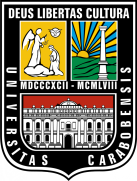 DEUS LIBERTAS CULTURA
MDCCCXCII - MCMLVIII
UNIVERSITAS CARABOBENSIS